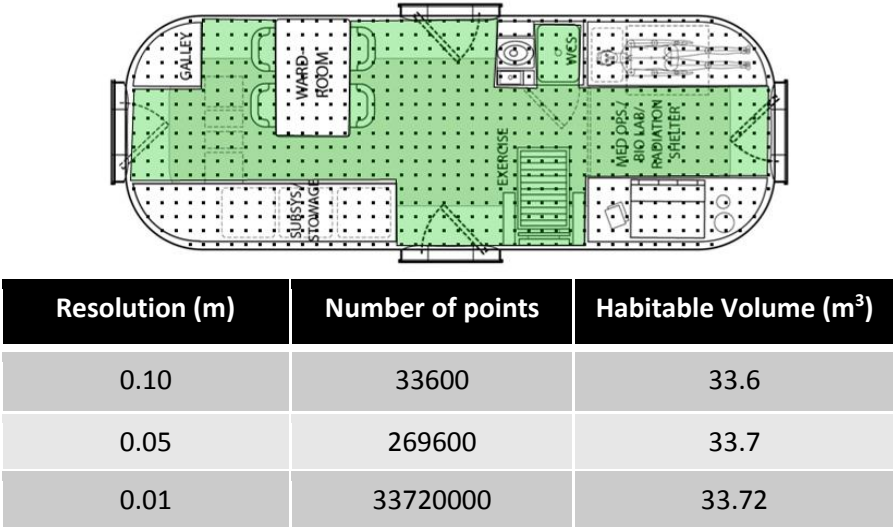 GALLEY
WARD-
ROOM
WCS
EXERCISE
MED OPS/
BIO LAB/
RADIATION
SHELTER
SUBSYS/
STOWAGE
Resolution (m) Number of points Habitable Volume (m³)
0.10 33600 33.6
0.05 269600 33.7
0.01 33720000 33.72